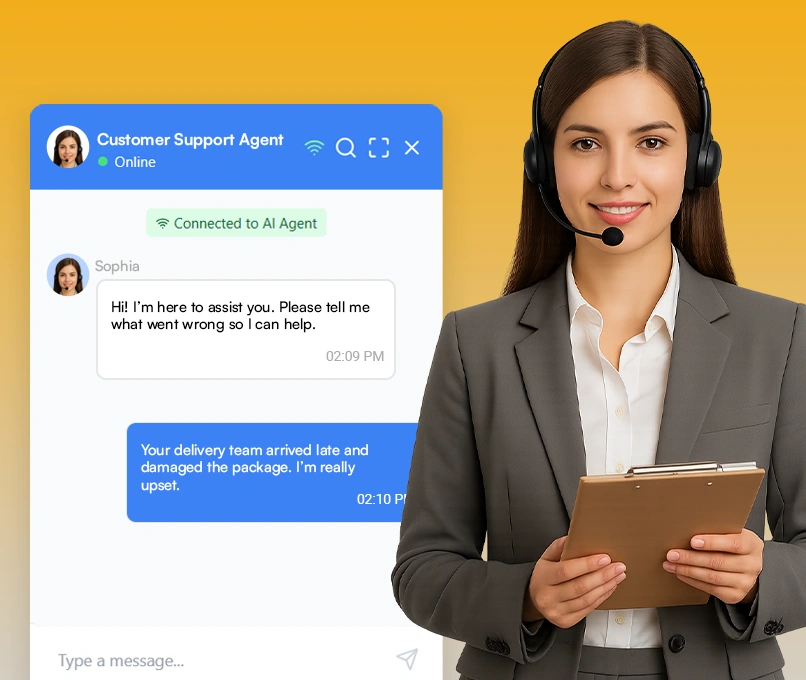 Customer Support Agent
Online
Connected to AI Agent
Sophia
Hi! I'm here to assist you. Please tell me
what went wrong so I can help.
02:09 PM
Your delivery team arrived late and
damaged the package. I'm really
upset.
02:10 PM
Type a message...